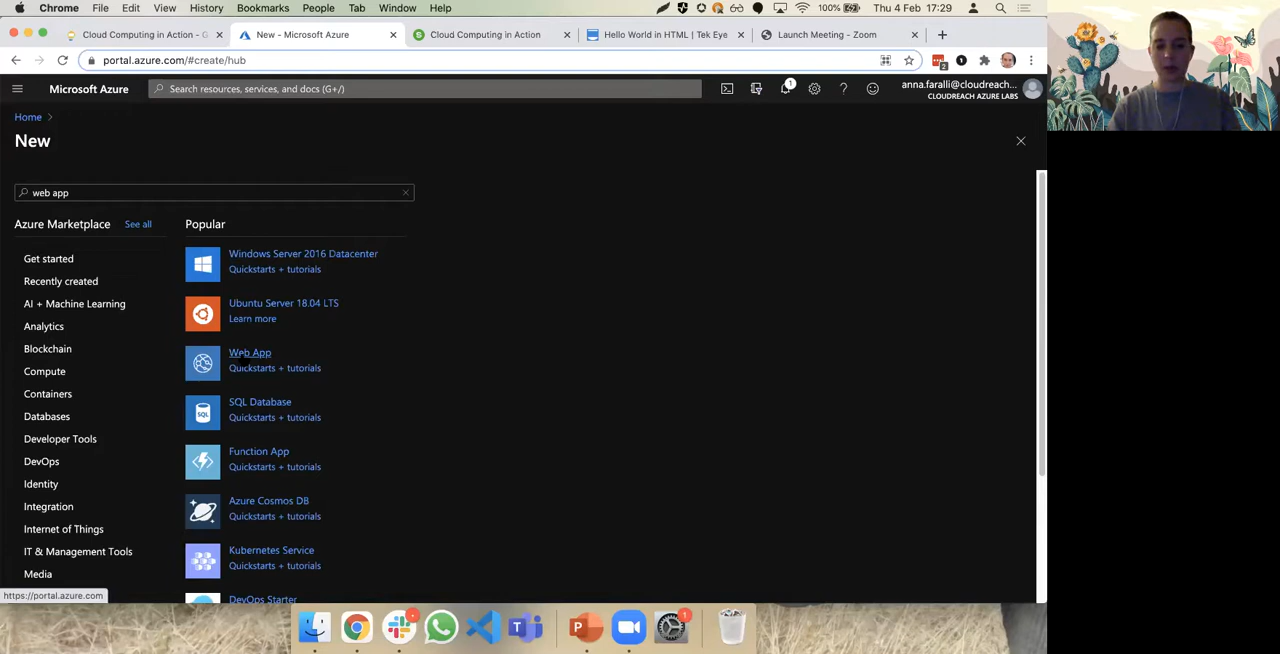 Chrome File Edit View History Bookmarks People Tab Window Help 100% Thu 4 Feb 17:29
Cloud Computing in Action - G New - Microsoft Azure Cloud Computing in Action Hello World in HTML | Tek Eye Launch Meeting - Zoom
portal.azure.com/#create/hub 2
Microsoft Azure Search resources, services, and docs (G+/) 1 anna.faralli@cloudreach...
CLOUDREACH AZURE LABS
Home >
New
web app
Azure Marketplace See all Popular
Get started
Recently created
AI + Machine Learning
Analytics
Blockchain
Compute
Containers
Databases
Developer Tools
DevOps
Identity
Integration
Internet of Things
IT & Management Tools
Media
Windows Server 2016 Datacenter
Quickstarts + tutorials
Ubuntu Server 18.04 LTS
Learn more
Web App
Quickstarts + tutorials
SQL Database
Quickstarts + tutorials
Function App
Quickstarts + tutorials
Azure Cosmos DB
Quickstarts + tutorials
Kubernetes Service
Quickstarts + tutorials
DevOps Starter
https://portal.azure.com
1